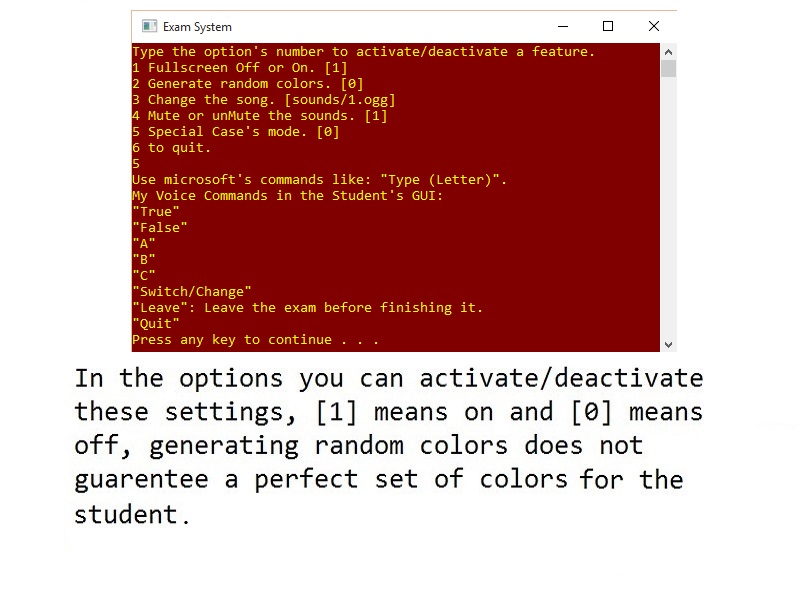 Exam System
Type the option's number to activate/deactivate a feature.
1 Fullscreen Off or On. [1]
2 Generate random colors. [0]
3 Change the song. [sounds/1.ogg]
4 Mute or unMute the sounds. [1]
5 Special Case's mode. [0]
6 to quit.
5
Use microsoft's commands like: "Type (Letter)".
My Voice Commands in the Student's GUI:
"True"
"False"
"A"
"B"
"C"
"Switch/Change"
"Leave": Leave the exam before finishing it.
"Quit"
Press any key to continue . . .
In the options you can activate/deactivate
these settings, [1] means on and [0] means
off, generating random colors does not
guarentee a perfect set of colors for the
student.